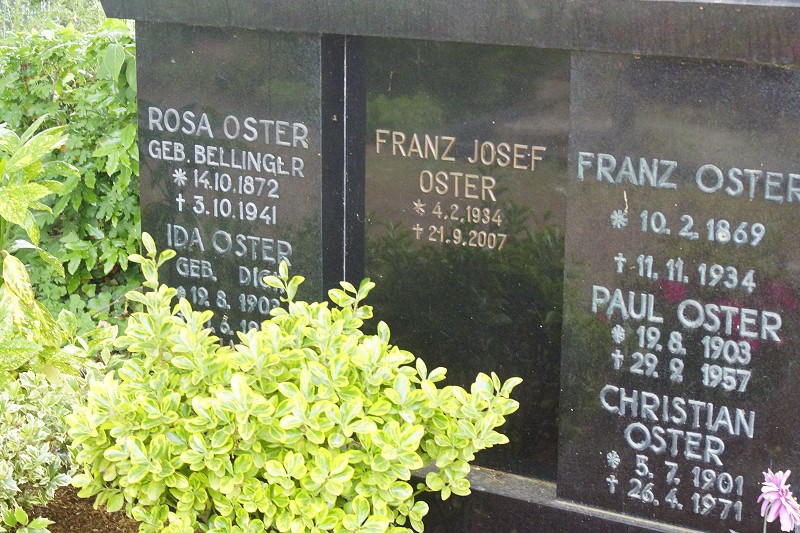 ROSA OSTER
GEB. BELLINGER
* 14.10.1872
† 3.10.1941
IDA OSTER
GEB.
* 19.8
FRANZ JOSEF
OSTER
* 4.2.1934
† 21.9.2007
FRANZ OSTER
* 10.2.1869
† 11.11.1934
PAUL OSTER
* 19.8.1903
† 29.2.1957
CHRISTIAN
OSTER
* 5.7.1901
† 26.4.1971